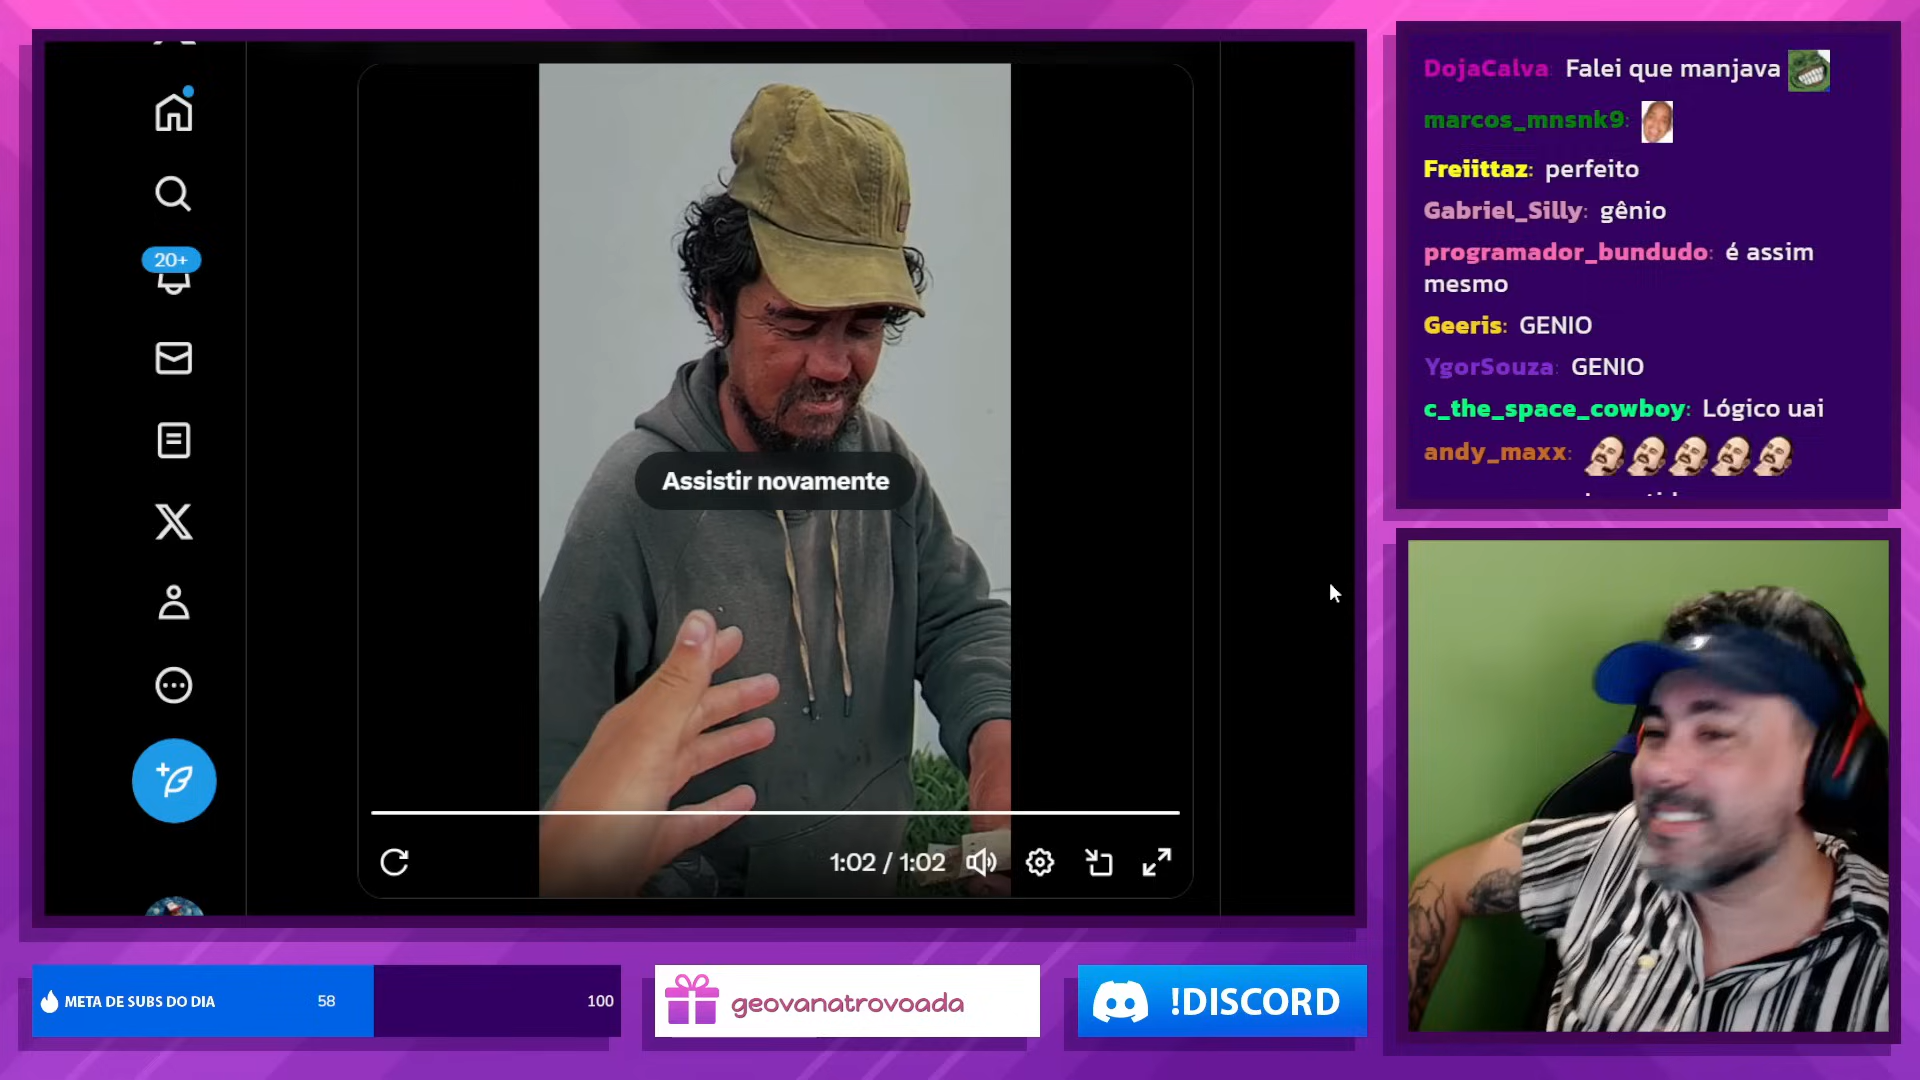 20+
Assistir novamente
1:02 / 1:02
DojaCalva: Falei que manjava
marcos_mnsnk9:
Freiittaz: perfeito
Gabriel_Silly: gênio
programador_bundudo: é assim
mesmo
Geeris: GENIO
YgorSouza: GENIO
c_the_space_cowboy: Lógico uai
andy_maxx:
META DE SUBS DO DIA 58 100
geovanatrovoada
!DISCORD